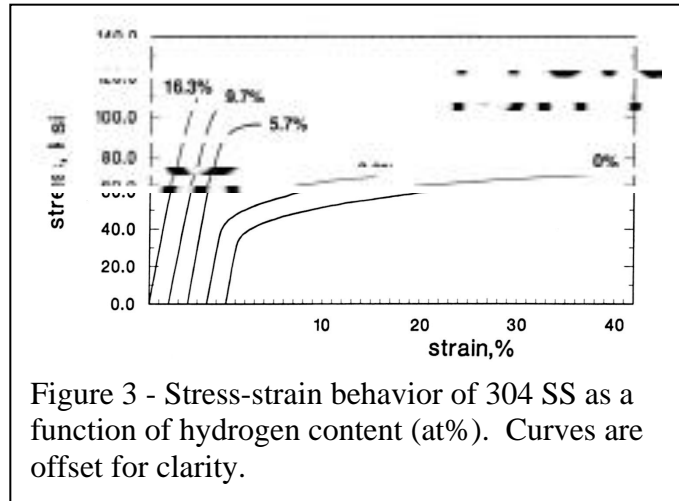 140.0
16.3%
9.7%
100.0
5.7%
80.0
0%
40.0
20.0
0.0
10 20 30 40
strain,%
Figure 3 - Stress-strain behavior of 304 SS as a
function of hydrogen content (at%). Curves are
offset for clarity.